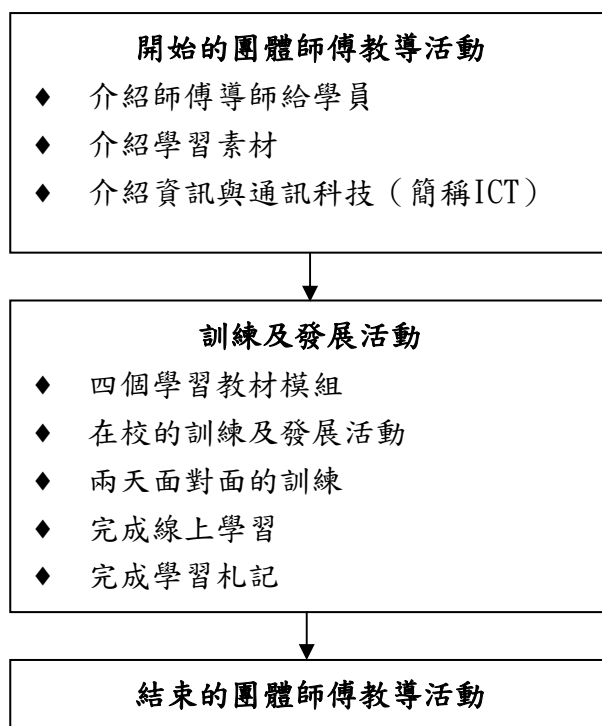 開始的團體師傅教導活動
♦ 介紹師傅導師給學員
♦ 介紹學習素材
♦ 介紹資訊與通訊科技（簡稱ICT）
訓練及發展活動
♦ 四個學習教材模組
♦ 在校的訓練及發展活動
♦ 兩天面對面的訓練
♦ 完成線上學習
♦ 完成學習札記
結束的團體師傅教導活動